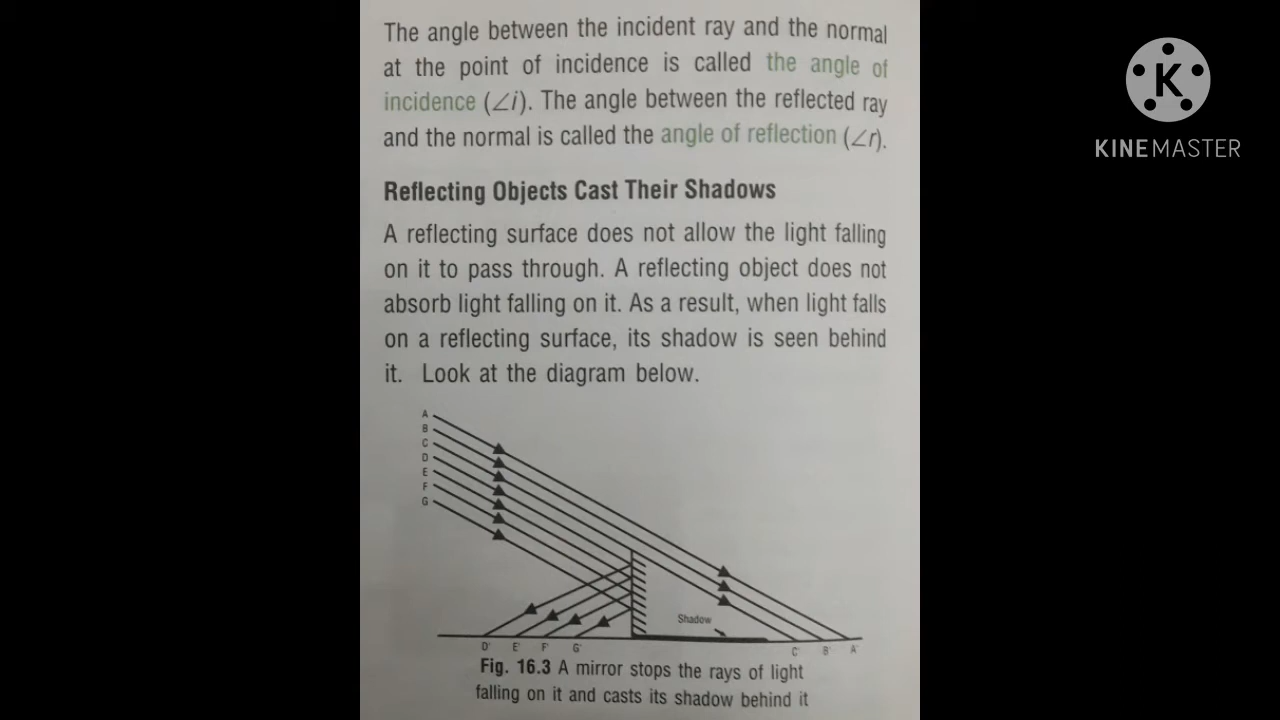 The angle between the incident ray and the normal
at the point of incidence is called the angle of
incidence (∠i). The angle between the reflected ray
and the normal is called the angle of reflection (∠r).
Reflecting Objects Cast Their Shadows
A reflecting surface does not allow the light falling
on it to pass through. A reflecting object does not
absorb light falling on it. As a result, when light falls
on a reflecting surface, its shadow is seen behind
it. Look at the diagram below.
A
B
C
D
E
F
G
Shadow
D' E' F' G' C' B' A'
Fig. 16.3 A mirror stops the rays of light
falling on it and casts its shadow behind it
K
KINEMASTER